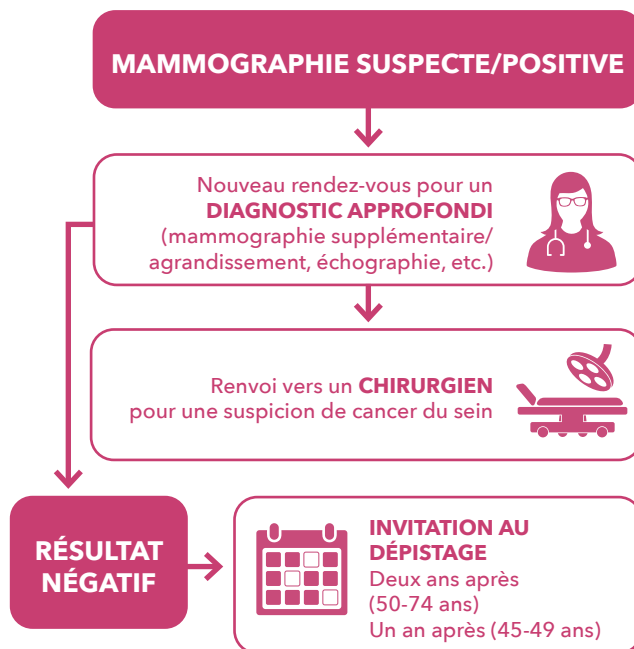 MAMMOGRAPHIE SUSPECTE/POSITIVE
Nouveau rendez-vous pour un
DIAGNOSTIC APPROFONDI
(mammographie supplémentaire/
agrandissement, échographie, etc.)
Renvoi vers un CHIRURGIEN
pour une suspicion de cancer du sein
RÉSULTAT
NÉGATIF
INVITATION AU
DÉPISTAGE
Deux ans après
(50-74 ans)
Un an après (45-49 ans)